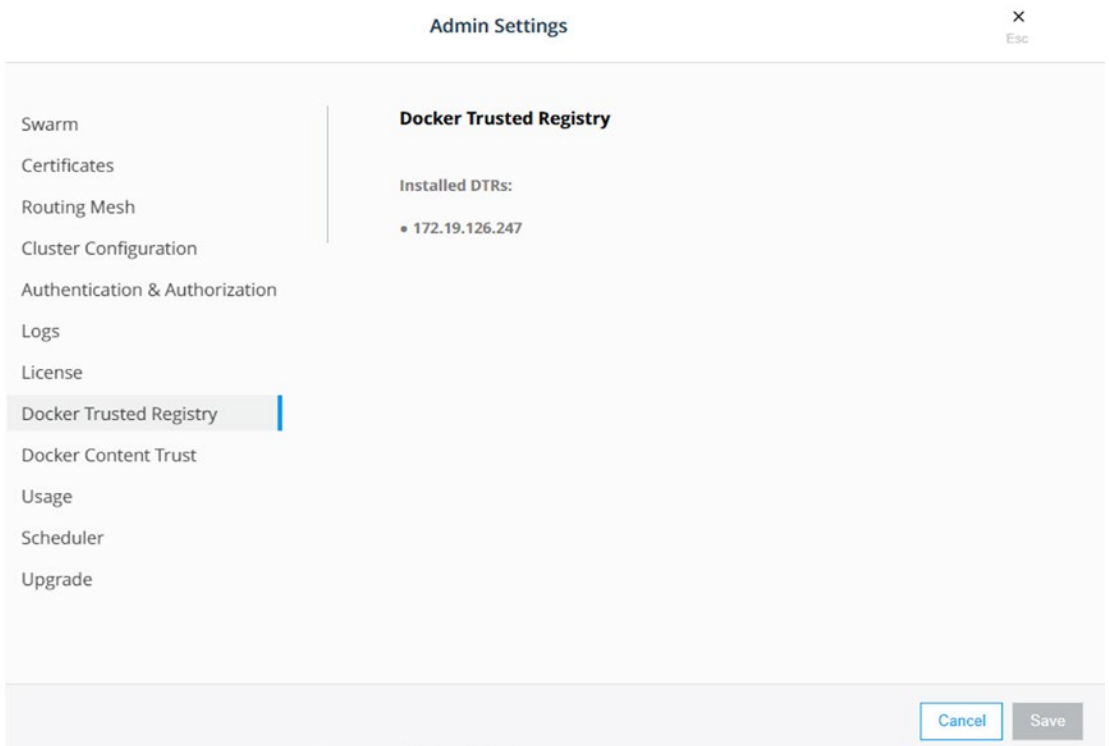 Admin Settings
×
Esc
Swarm
Certificates
Routing Mesh
Cluster Configuration
Authentication & Authorization
Logs
License
Docker Trusted Registry
Docker Content Trust
Usage
Scheduler
Upgrade
Docker Trusted Registry
Installed DTRs:
• 172.19.126.247
Cancel
Save